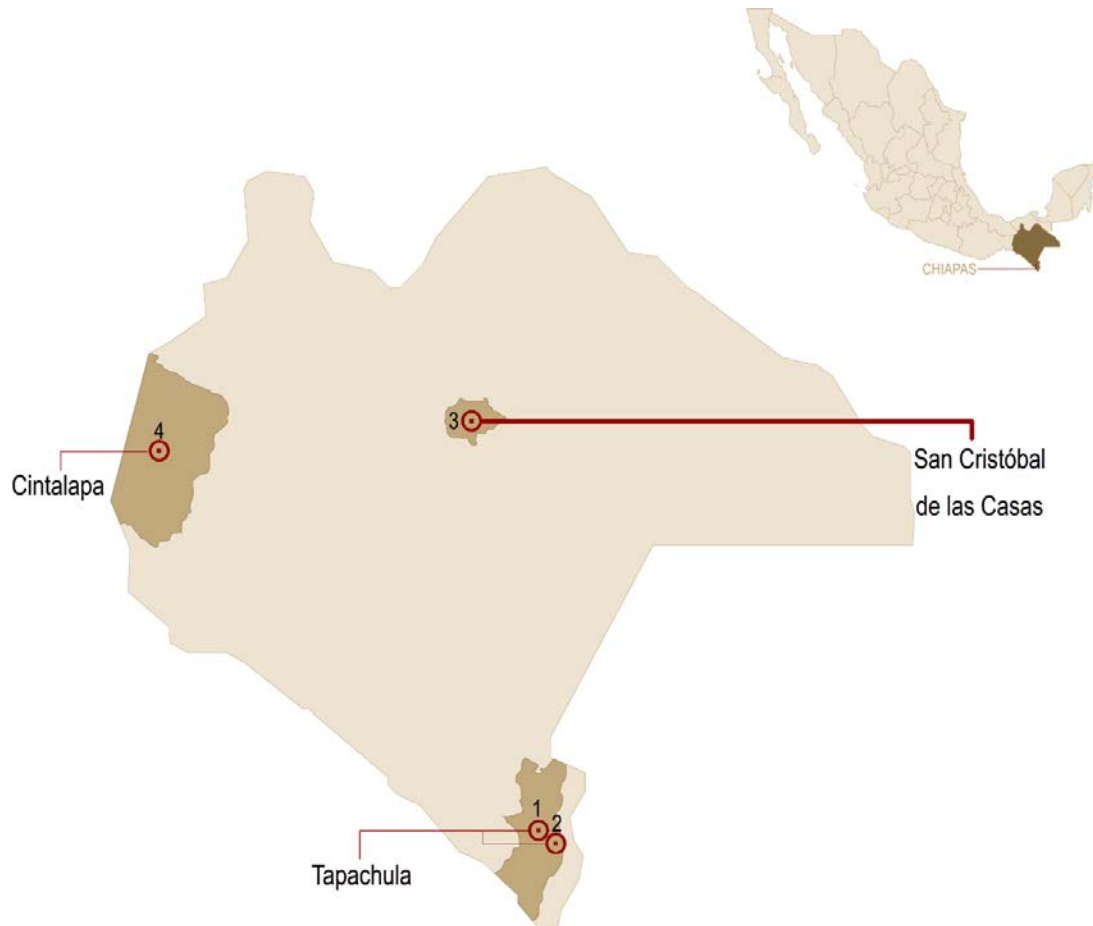 CHIAPAS
4
3
Cintalapa
San Cristóbal
de las Casas
1
2
Tapachula